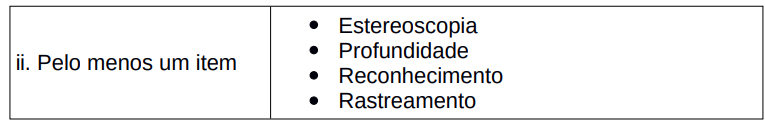 ii. Pelo menos um item
• Estereoscopia
• Profundidade
• Reconhecimento
• Rastreamento